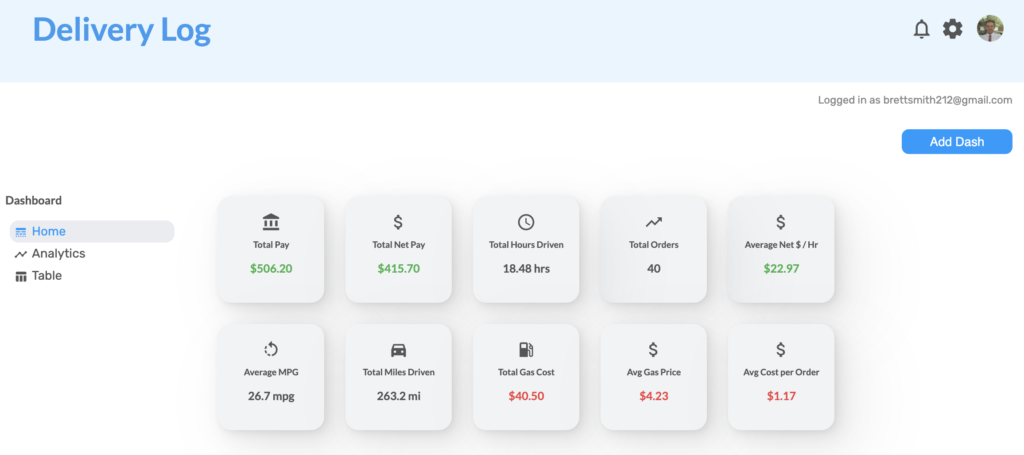 Delivery Log
Logged in as brettsmith212@gmail.com
Add Dash
Dashboard
Home
Analytics
Table
Total Pay
$506.20
Total Net Pay
$415.70
Total Hours Driven
18.48 hrs
Total Orders
40
Average Net $ / Hr
$22.97
Average MPG
26.7 mpg
Total Miles Driven
263.2 mi
Total Gas Cost
$40.50
Avg Gas Price
$4.23
Avg Cost per Order
$1.17